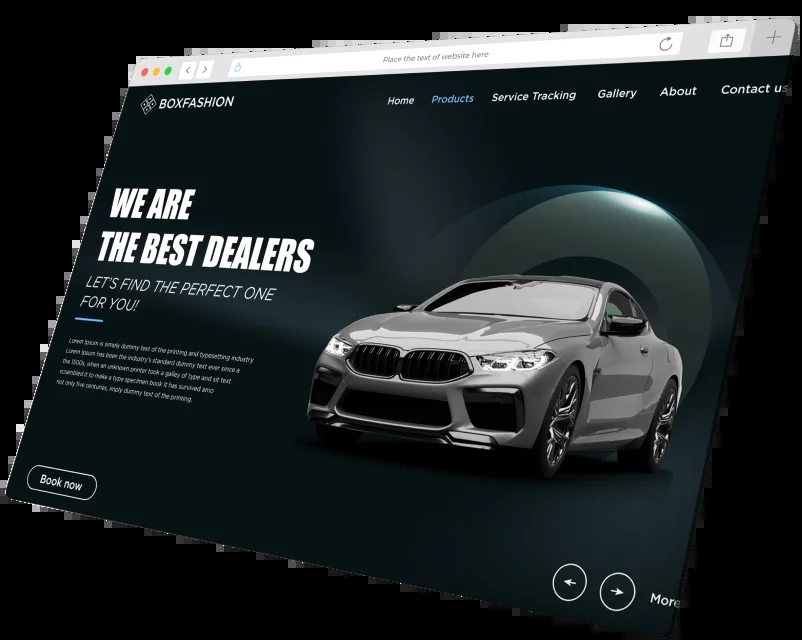 Place the text of website here
BOXFASHION
Home Products Service Tracking Gallery About Contact us
WE ARE
THE BEST DEALERS
LET'S FIND THE PERFECT ONE
FOR YOU!
Lorem Ipsum is simply dummy text of the printing and typesetting industry
Lorem Ipsum has been the industry's standard dummy text ever since a
the 1500s, when an unknown printer took a galley of type and sit text
scrambled it to make a type specimen book it has survived amo
not only five centuries, imply dummy text of the printing.
Book now
More